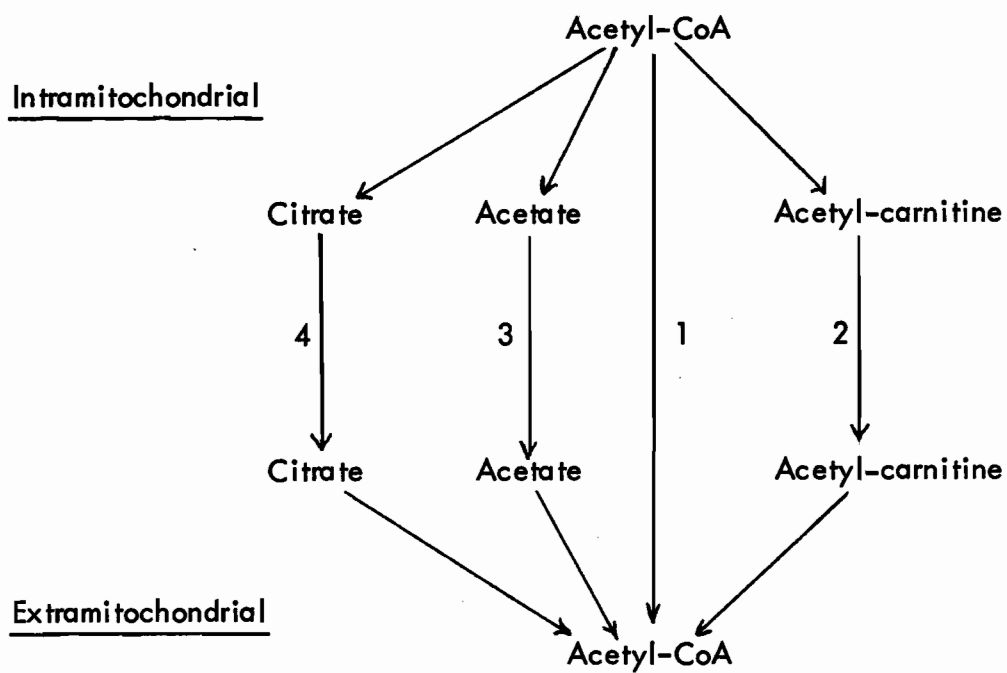 Acetyl-CoA
Intramitochondrial
Citrate Acetate Acetyl-carnitine
4 3 1 2
Citrate Acetate Acetyl-carnitine
Extramitochondrial
Acetyl-CoA